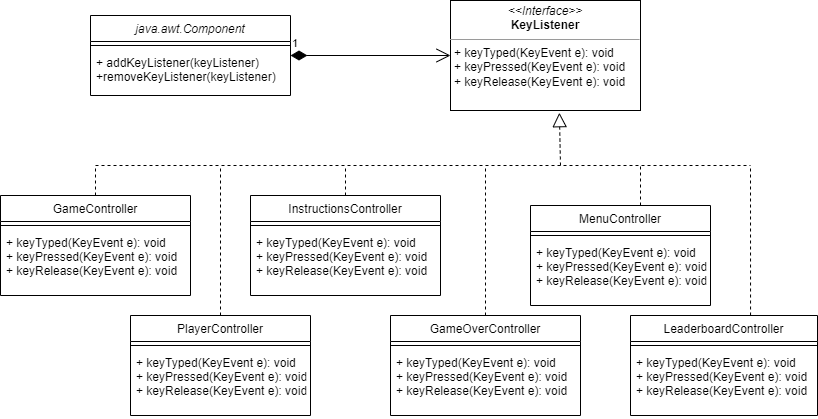 java.awt.Component
+ addKeyListener(keyListener)
+removeKeyListener(keyListener)
1
<<Interface>>
KeyListener
+ keyTyped(KeyEvent e): void
+ keyPressed(KeyEvent e): void
+ keyRelease(KeyEvent e): void
GameController
+ keyTyped(KeyEvent e): void
+ keyPressed(KeyEvent e): void
+ keyRelease(KeyEvent e): void
InstructionsController
+ keyTyped(KeyEvent e): void
+ keyPressed(KeyEvent e): void
+ keyRelease(KeyEvent e): void
MenuController
+ keyTyped(KeyEvent e): void
+ keyPressed(KeyEvent e): void
+ keyRelease(KeyEvent e): void
PlayerController
+ keyTyped(KeyEvent e): void
+ keyPressed(KeyEvent e): void
+ keyRelease(KeyEvent e): void
GameOverController
+ keyTyped(KeyEvent e): void
+ keyPressed(KeyEvent e): void
+ keyRelease(KeyEvent e): void
LeaderboardController
+ keyTyped(KeyEvent e): void
+ keyPressed(KeyEvent e): void
+ keyRelease(KeyEvent e): void